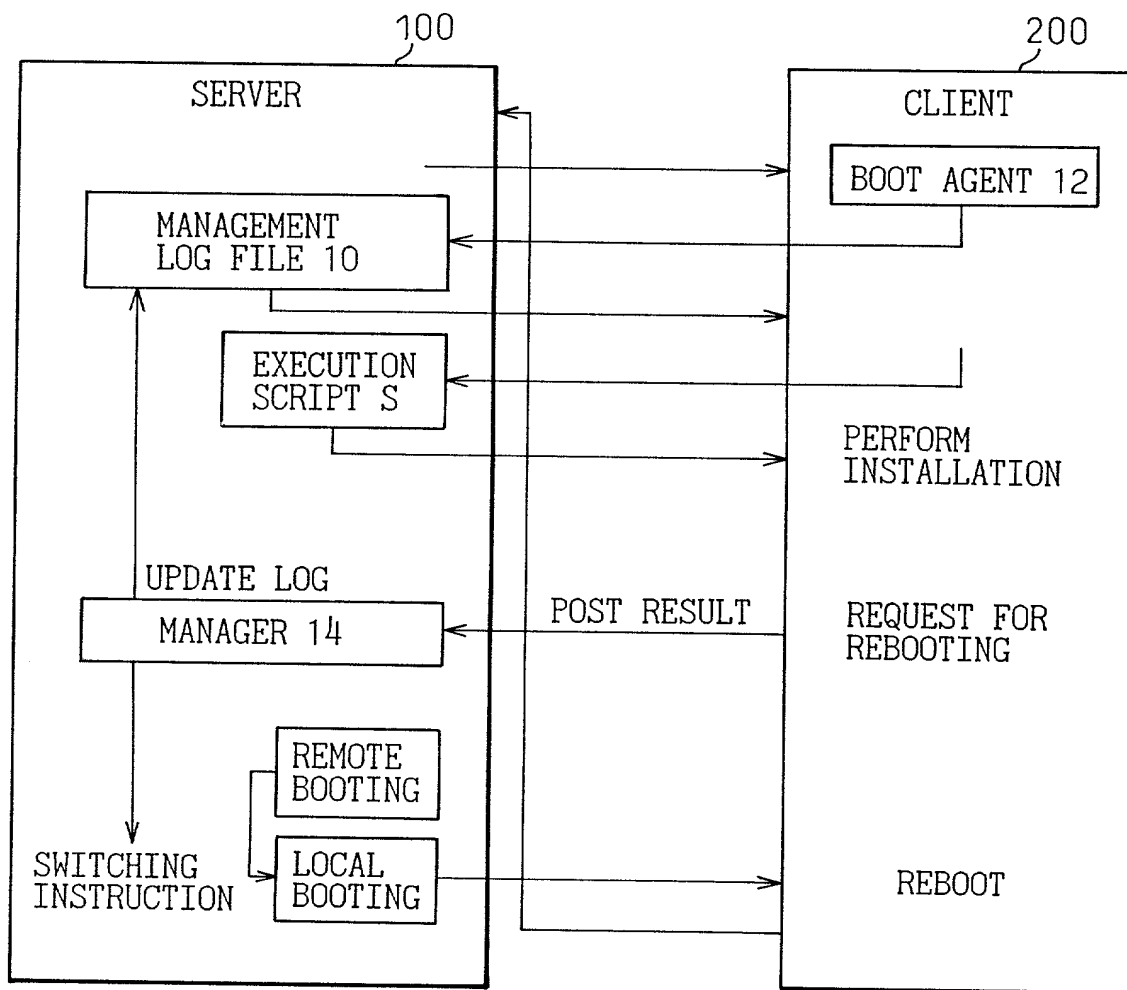 100
200
SERVER
CLIENT
BOOT AGENT 12
MANAGEMENT
LOG FILE 10
EXECUTION
SCRIPT S
PERFORM
INSTALLATION
UPDATE LOG
MANAGER 14
POST RESULT
REQUEST FOR
REBOOTING
REMOTE
BOOTING
SWITCHING
INSTRUCTION
LOCAL
BOOTING
REBOOT